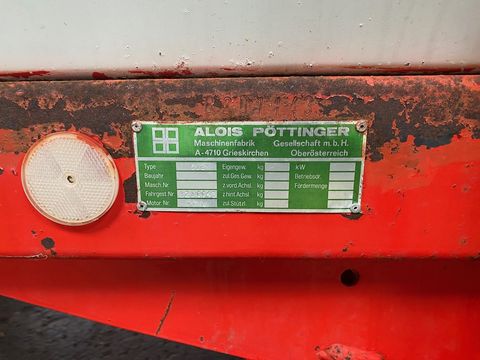 ALOIS PÖTTINGER
Maschinenfabrik Gesellschaft m.b.H.
A-4710 Grieskirchen Oberösterreich
Type Eigengew. kg kW
Baujahr zul.Ges.Gew. kg Betriebsdr.
Masch.Nr. z.vord.Achsl. kg Fördermenge
Fahrgest.Nr. z.hint.Achsl. kg
Motor.Nr. zul.Stützl. kg